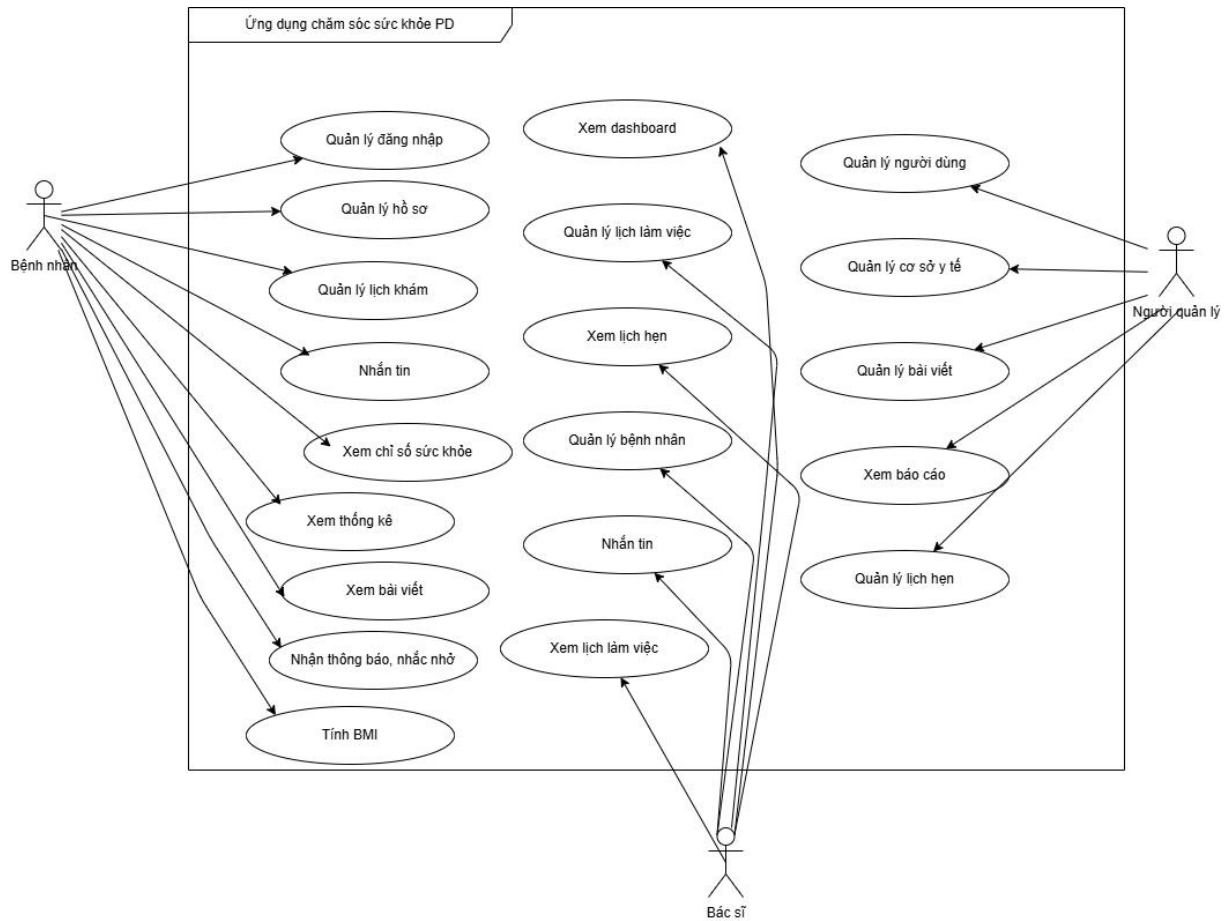 Ứng dụng chăm sóc sức khỏe PD
Quản lý đăng nhập
Quản lý hồ sơ
Quản lý lịch khám
Nhắn tin
Xem chỉ số sức khỏe
Xem thống kê
Xem bài viết
Nhận thông báo, nhắc nhở
Tính BMI
Xem dashboard
Quản lý lịch làm việc
Xem lịch hẹn
Quản lý bệnh nhân
Nhắn tin
Xem lịch làm việc
Quản lý người dùng
Quản lý cơ sở y tế
Quản lý bài viết
Xem báo cáo
Quản lý lịch hẹn
Bệnh nhân
Người quản lý
Bác sĩ